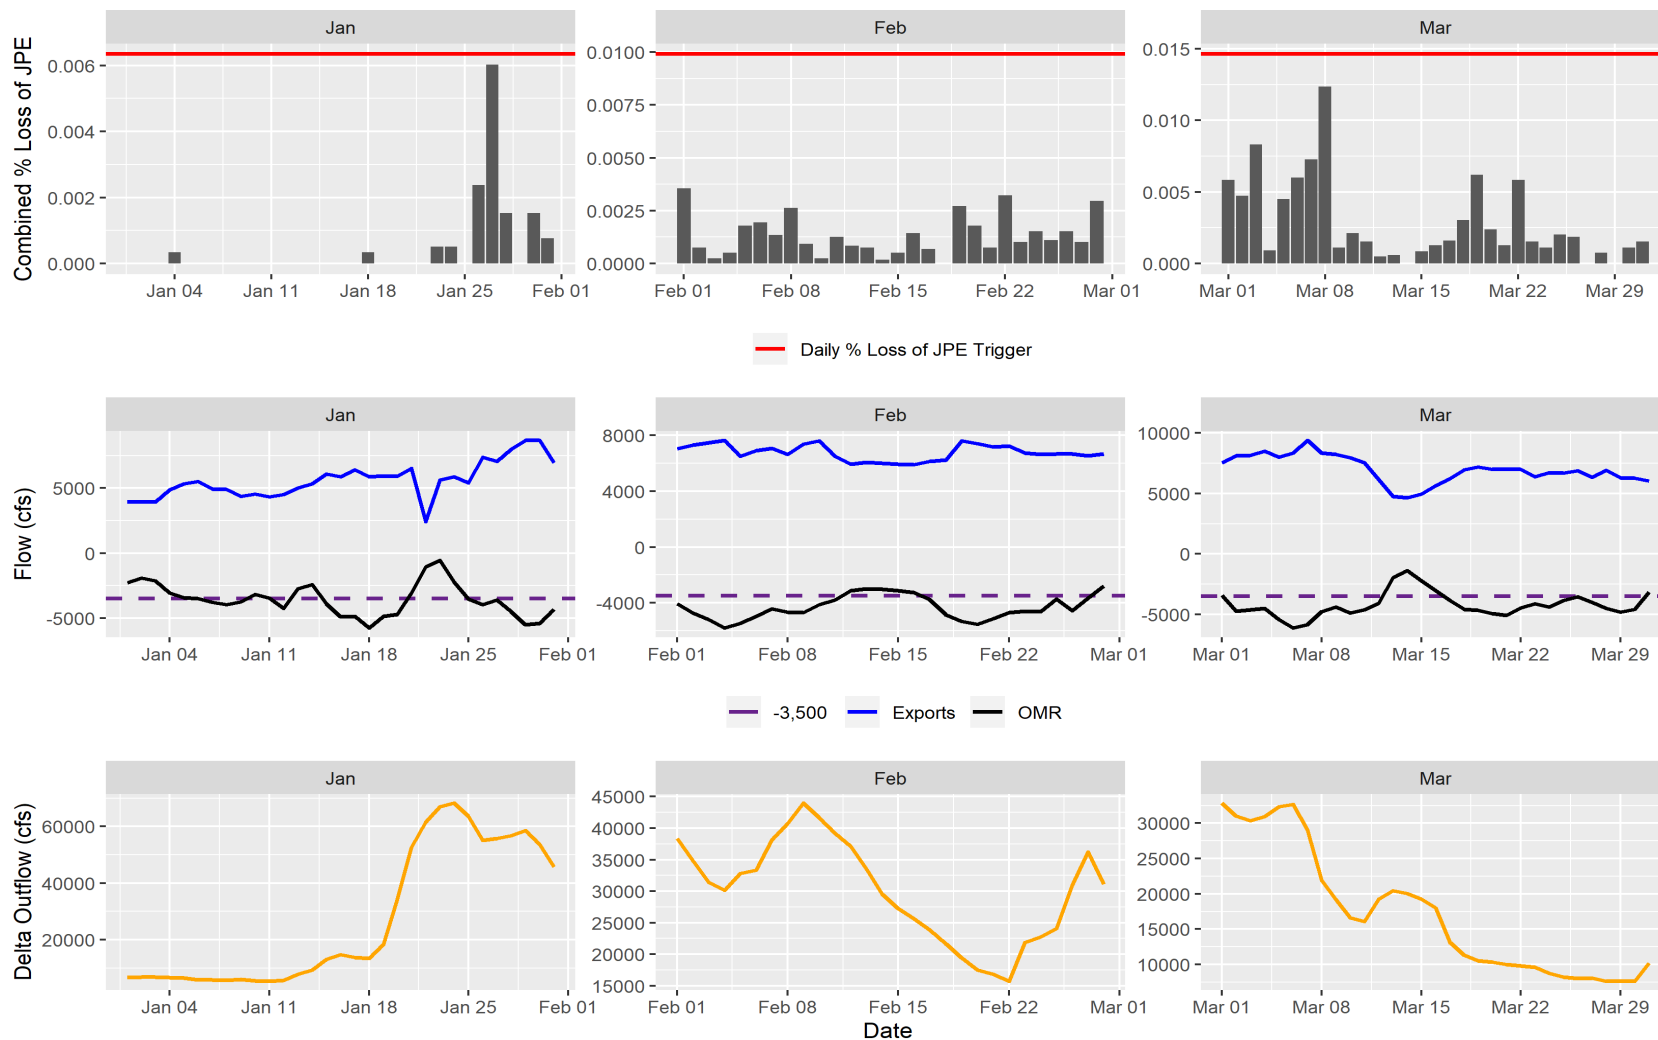 Jan Feb Mar
Combined % Loss of JPE
0.006
0.004
0.002
0.000
0.0100
0.0075
0.0050
0.0025
0.0000
0.015
0.010
0.005
0.000
Jan 04 Jan 11 Jan 18 Jan 25 Feb 01
Feb 01 Feb 08 Feb 15 Feb 22 Mar 01
Mar 01 Mar 08 Mar 15 Mar 22 Mar 29
Daily % Loss of JPE Trigger
Jan Feb Mar
Flow (cfs)
5000
0
-5000
8000
4000
0
-4000
10000
5000
0
-5000
Jan 04 Jan 11 Jan 18 Jan 25 Feb 01
Feb 01 Feb 08 Feb 15 Feb 22 Mar 01
Mar 01 Mar 08 Mar 15 Mar 22 Mar 29
-3,500 Exports OMR
Jan Feb Mar
Delta Outflow (cfs)
60000
40000
20000
45000
40000
35000
30000
25000
20000
15000
30000
25000
20000
15000
10000
Jan 04 Jan 11 Jan 18 Jan 25 Feb 01
Feb 01 Feb 08 Feb 15 Feb 22 Mar 01
Mar 01 Mar 08 Mar 15 Mar 22 Mar 29
Date